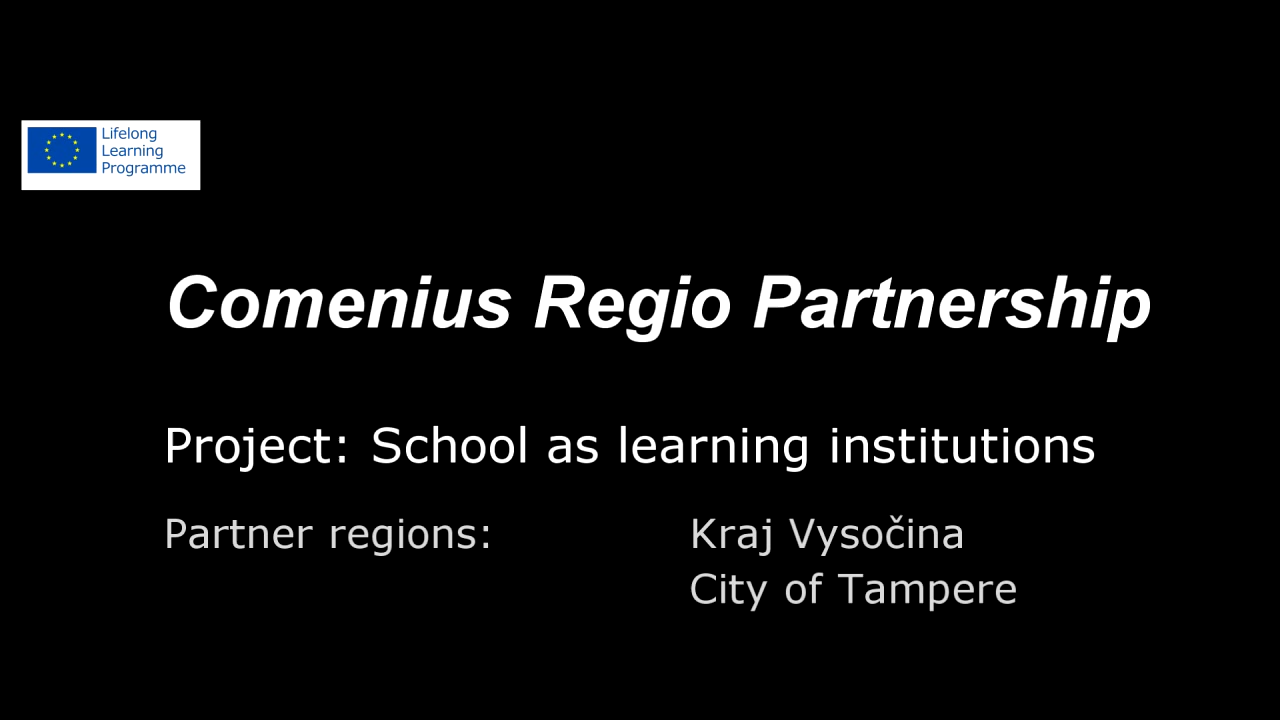 Lifelong
Learning
Programme
Comenius Regio Partnership
Project: School as learning institutions
Partner regions: Kraj Vysočina
City of Tampere